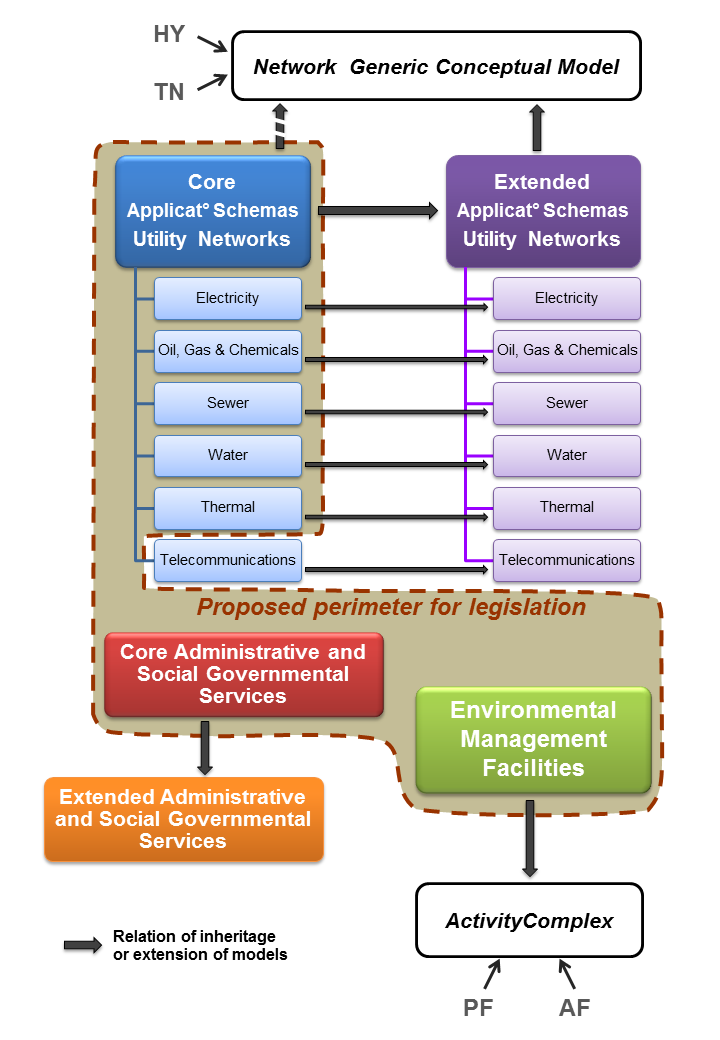 HY
TN
Network Generic Conceptual Model
Core
Applicat° Schemas
Utility Networks
Extended
Applicat° Schemas
Utility Networks
Electricity
Electricity
Oil, Gas & Chemicals
Oil, Gas & Chemicals
Sewer
Sewer
Water
Water
Thermal
Thermal
Telecommunications
Telecommunications
Proposed perimeter for legislation
Core Administrative and
Social Governmental
Services
Environmental
Management
Facilities
Extended Administrative
and Social Governmental
Services
ActivityComplex
Relation of inheritage
or extension of models
PF
AF